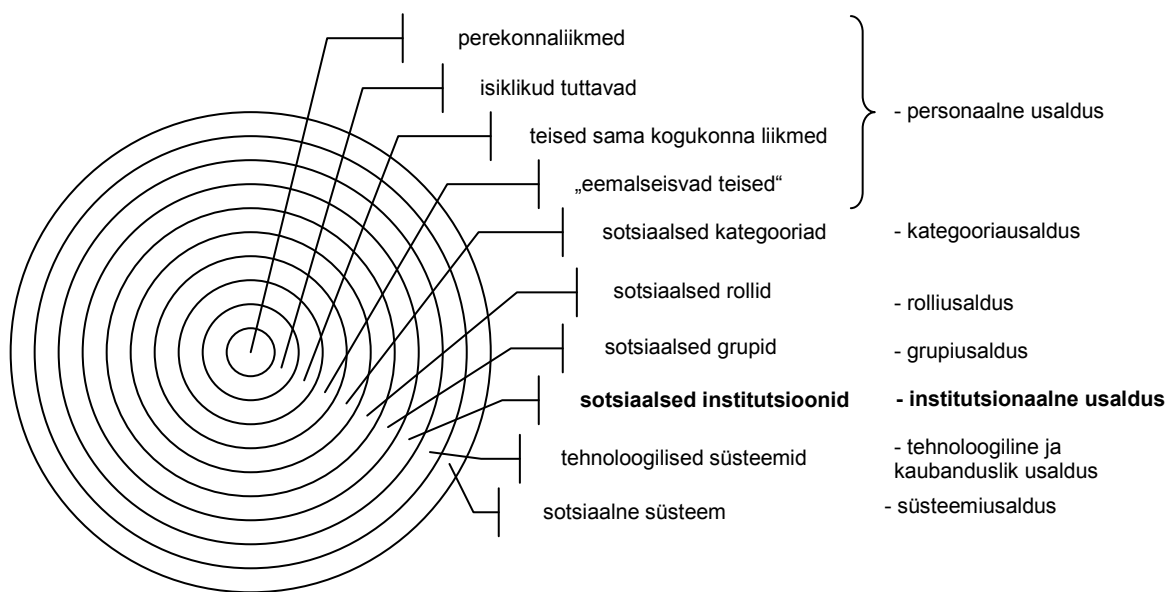 perekonnaliikmed
isiklikud tuttavad
teised sama kogukonna liikmed
- personaalne usaldus
„eemalseisvad teised“
sotsiaalsed kategooriad
- kategooriausaldus
sotsiaalsed rollid
- rolliusaldus
sotsiaalsed grupid
- grupiusaldus
sotsiaalsed institutsioonid
- institutsionaalne usaldus
tehnoloogilised süsteemid
- tehnoloogiline ja
kaubanduslik usaldus
sotsiaalne süsteem
- süsteemiusaldus